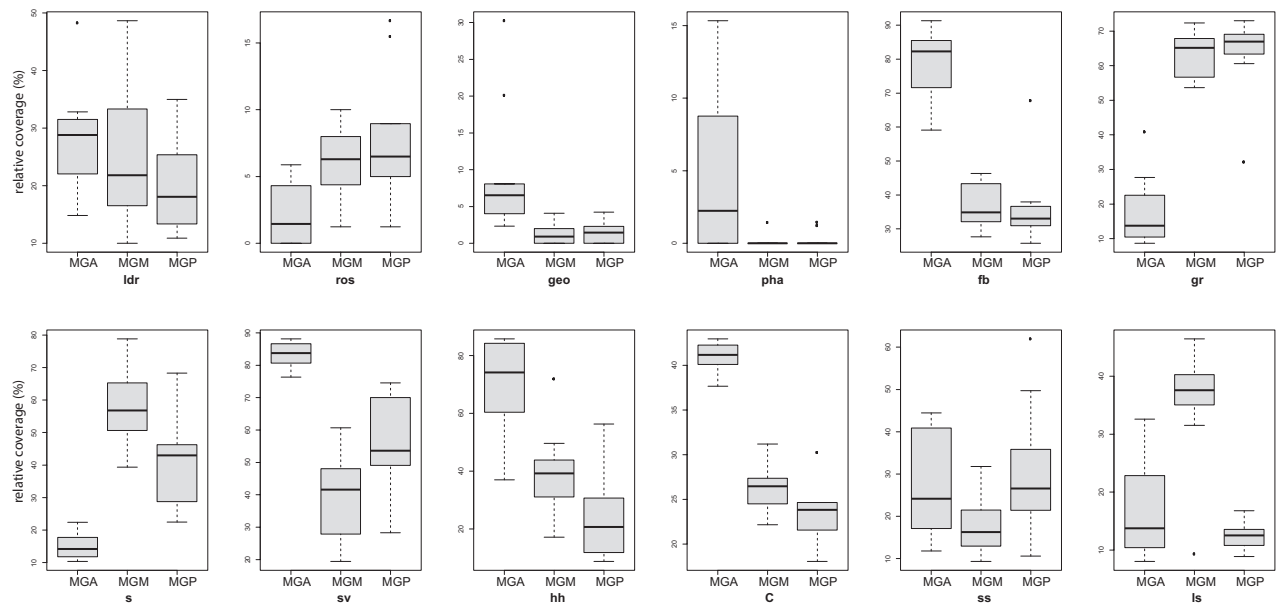 relative coverage (%)
10 20 30 40 50
MGA MGM MGP
ldr
0 5 10 15
MGA MGM MGP
ros
0 5 10 15 20 25 30
MGA MGM MGP
geo
0 5 10 15
MGA MGM MGP
pha
30 40 50 60 70 80 90
MGA MGM MGP
fb
10 20 30 40 50 60 70
MGA MGM MGP
gr
relative coverage (%)
10 20 30 40 50 60 70 80
MGA MGM MGP
s
20 30 40 50 60 70 80 90
MGA MGM MGP
sv
20 40 60 80
MGA MGM MGP
hh
20 25 30 35 40
MGA MGM MGP
C
10 20 30 40 50 60
MGA MGM MGP
ss
10 20 30 40
MGA MGM MGP
ls